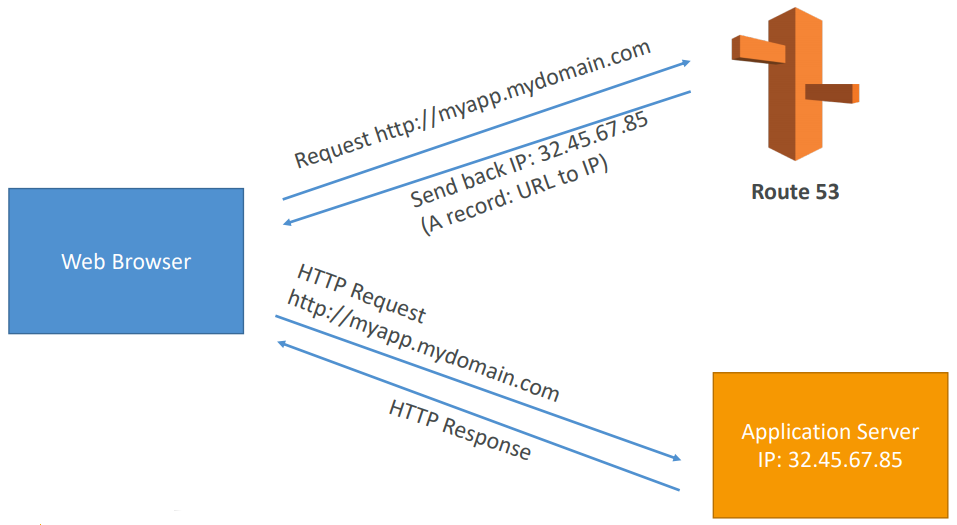 Request http://myapp.mydomain.com
Send back IP: 32.45.67.85
(A record: URL to IP)
Route 53
Web Browser
HTTP Request
http://myapp.mydomain.com
HTTP Response
Application Server
IP: 32.45.67.85